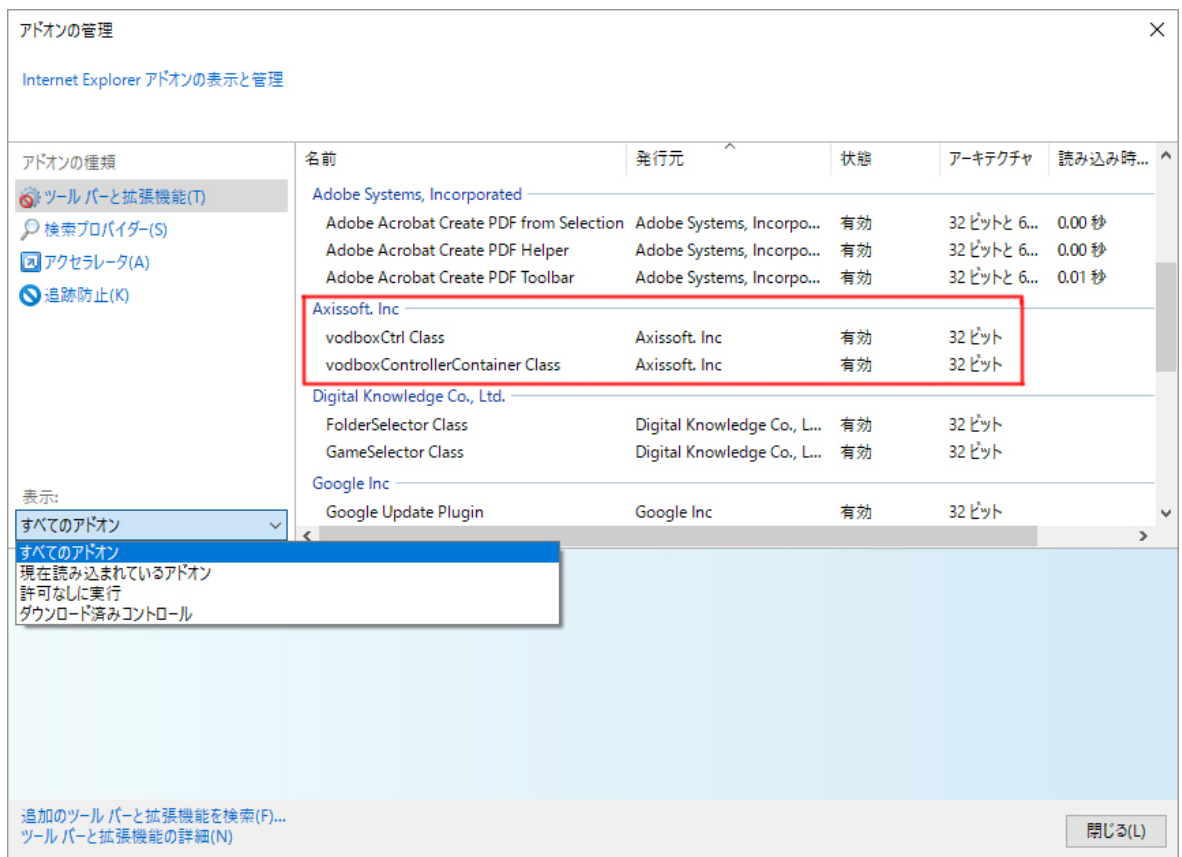 アドオンの管理
Internet Explorer アドオンの表示と管理
アドオンの種類
ツール バーと拡張機能(T)
検索プロバイダー(S)
アクセラレータ(A)
追跡防止(K)
表示:
すべてのアドオン
すべてのアドオン
現在読み込まれているアドオン
許可なしに実行
ダウンロード済みコントロール
名前 発行元 状態 アーキテクチャ 読み込み時...
Adobe Systems, Incorporated
Adobe Acrobat Create PDF from Selection Adobe Systems, Incorpo... 有効 32 ビットと 6... 0.00 秒
Adobe Acrobat Create PDF Helper Adobe Systems, Incorpo... 有効 32 ビットと 6... 0.00 秒
Adobe Acrobat Create PDF Toolbar Adobe Systems, Incorpo... 有効 32 ビットと 6... 0.01 秒
Axissoft. Inc
vodboxCtrl Class Axissoft. Inc 有効 32 ビット
vodboxControllerContainer Class Axissoft. Inc 有効 32 ビット
Digital Knowledge Co., Ltd.
FolderSelector Class Digital Knowledge Co., L... 有効 32 ビット
GameSelector Class Digital Knowledge Co., L... 有効 32 ビット
Google Inc
Google Update Plugin Google Inc 有効 32 ビット
追加のツール バーと拡張機能を検索(F)...
ツール バーと拡張機能の詳細(N)
閉じる(L)